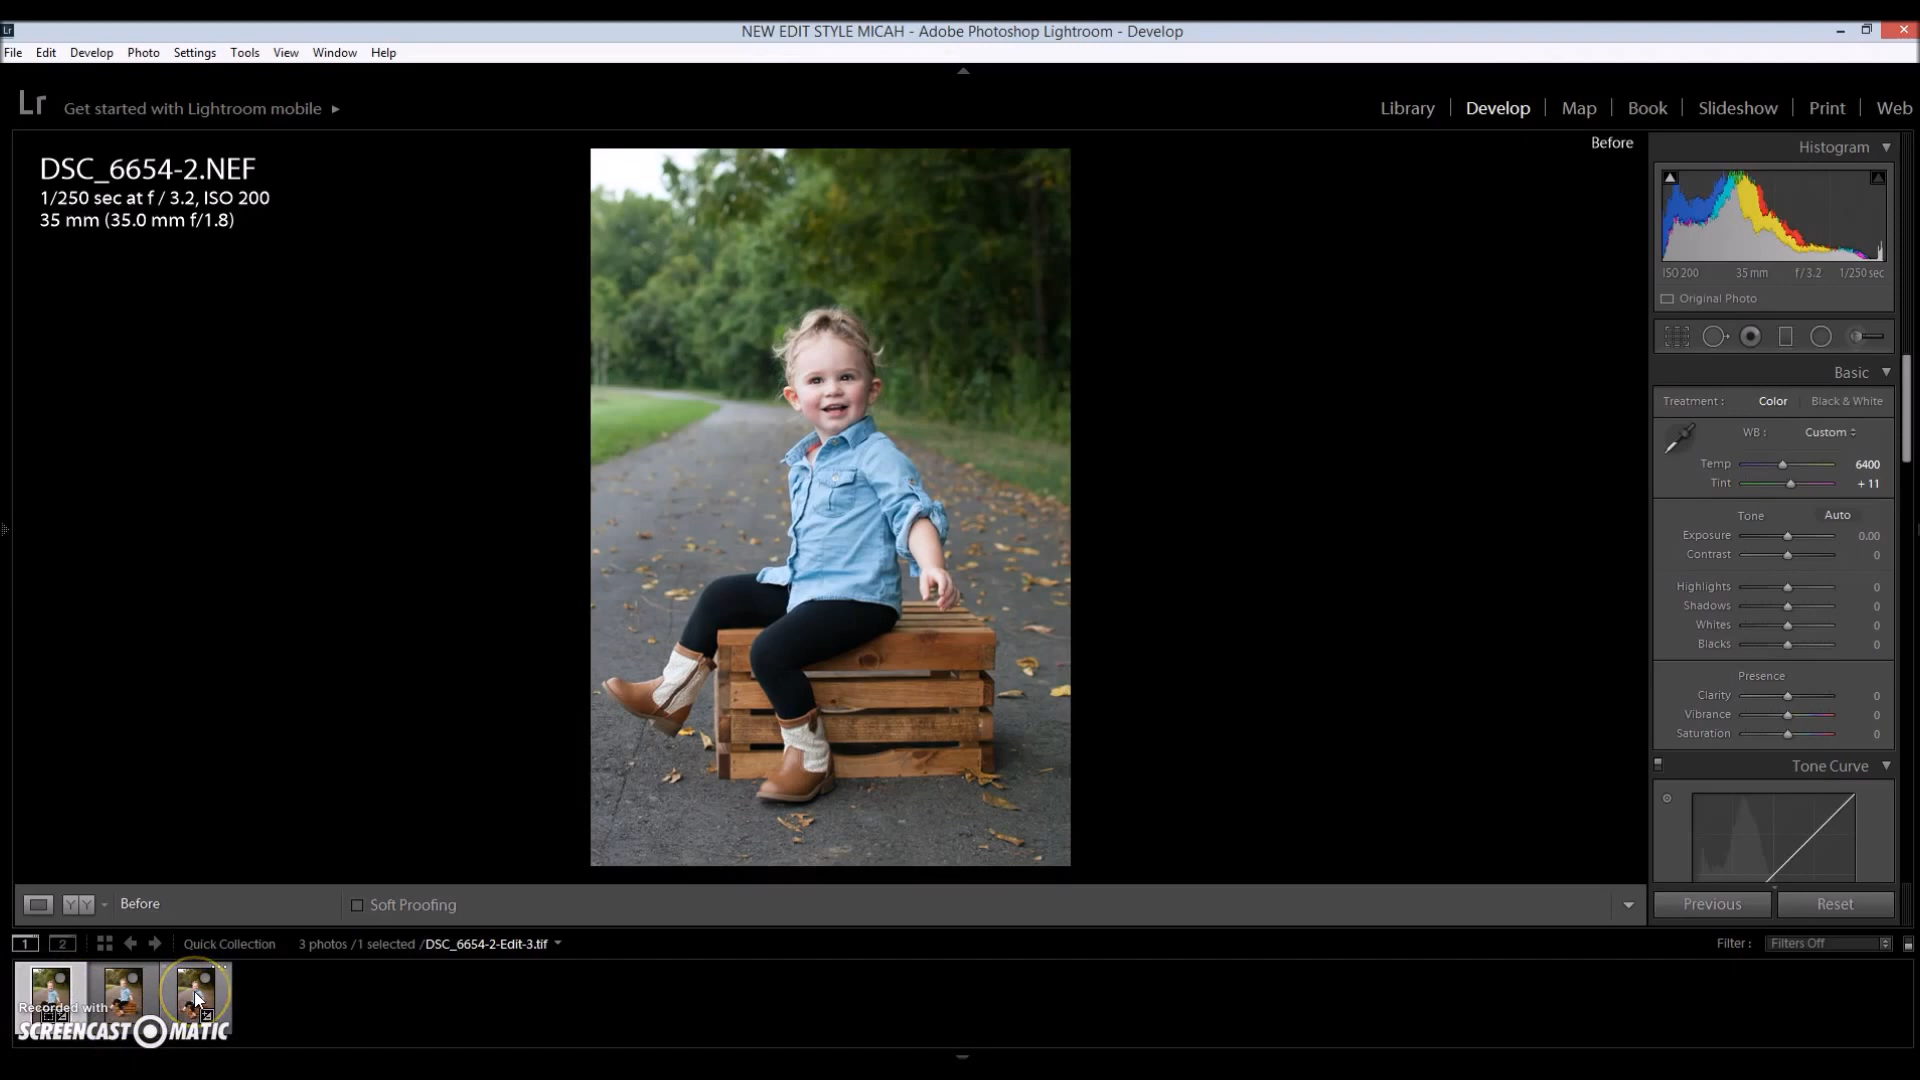 Lr
NEW EDIT STYLE MICAH - Adobe Photoshop Lightroom - Develop
File Edit Develop Photo Settings Tools View Window Help
Lr Get started with Lightroom mobile
Library Develop Map Book Slideshow Print Web
DSC_6654-2.NEF
1/250 sec at f / 3.2, ISO 200
35 mm (35.0 mm f/1.8)
Before
Histogram
ISO 200 35 mm f/3.2 1/250 sec
Original Photo
Basic
Treatment : Color Black & White
WB : Custom
Temp 6400
Tint + 11
Tone Auto
Exposure 0.00
Contrast 0
Highlights 0
Shadows 0
Whites 0
Blacks 0
Presence
Clarity 0
Vibrance 0
Saturation 0
Tone Curve
Previous Reset
YY Before Soft Proofing
1 2 Quick Collection 3 photos /1 selected /DSC_6654-2-Edit-3.tif
Filter : Filters Off
Recorded with
SCREENCAST MATIC